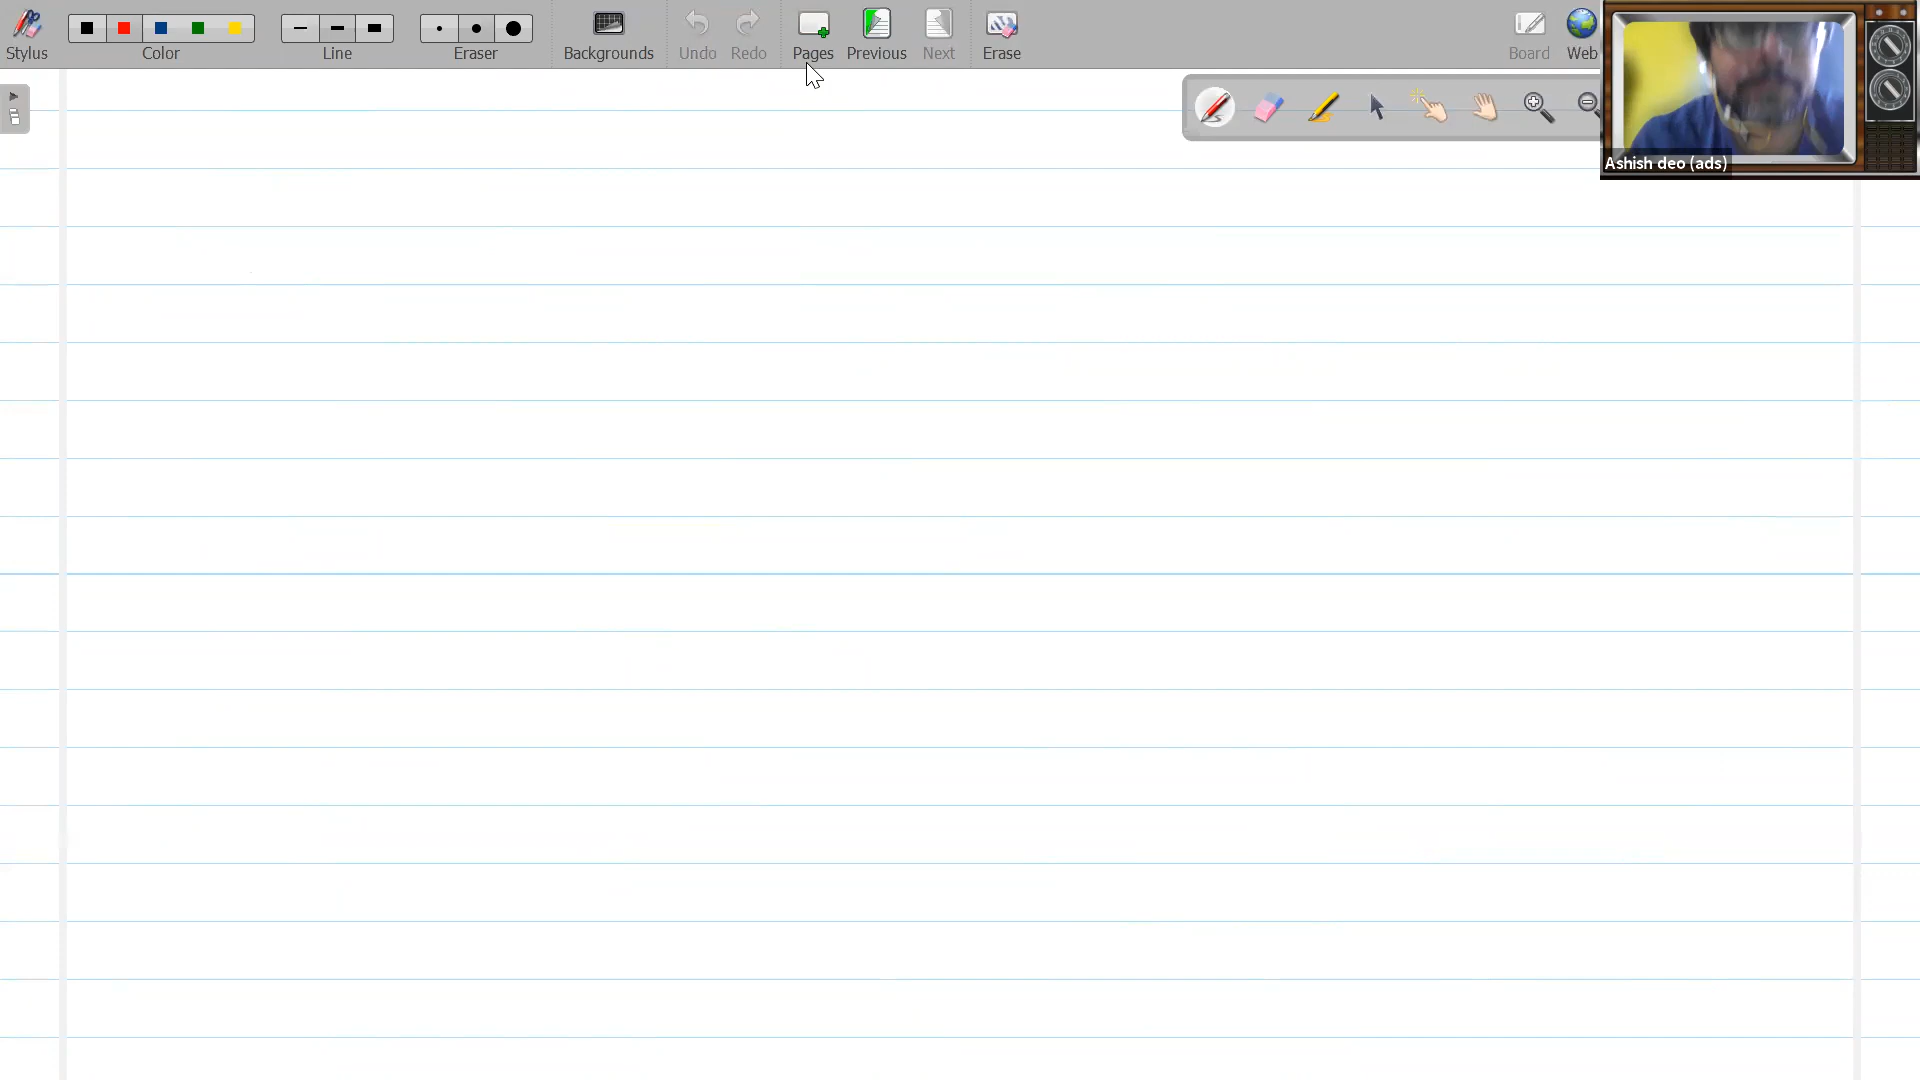 Stylus
Color
Line
Eraser
Backgrounds
Undo
Redo
Pages
Previous
Next
Erase
Board
Web
Ashish deo (ads)